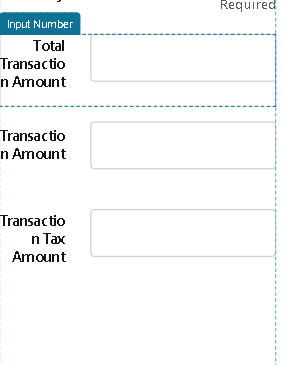 Required
Input Number
Total
Transactio
n Amount
Transactio
n Amount
Transactio
n Tax
Amount